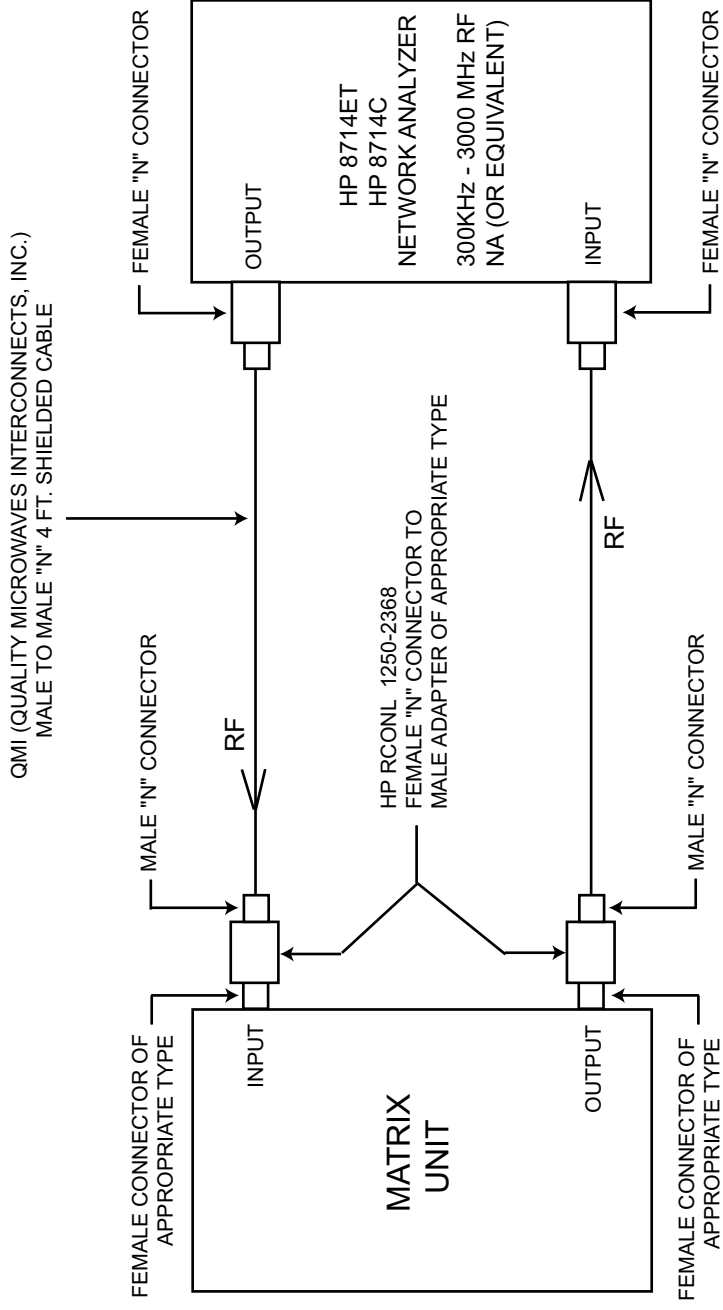 QMI (QUALITY MICROWAVES INTERCONNECTS, INC.)
MALE TO MALE "N" 4 FT. SHIELDED CABLE
FEMALE CONNECTOR OF
APPROPRIATE TYPE
MALE "N" CONNECTOR
FEMALE "N" CONNECTOR
INPUT
RF
OUTPUT
MATRIX
UNIT
HP RCONL 1250-2368
FEMALE "N" CONNECTOR TO
MALE ADAPTER OF APPROPRIATE TYPE
HP 8714ET
HP 8714C
NETWORK ANALYZER
300KHz - 3000 MHz RF
NA (OR EQUIVALENT)
OUTPUT
RF
INPUT
FEMALE CONNECTOR OF
APPROPRIATE TYPE
MALE "N" CONNECTOR
FEMALE "N" CONNECTOR